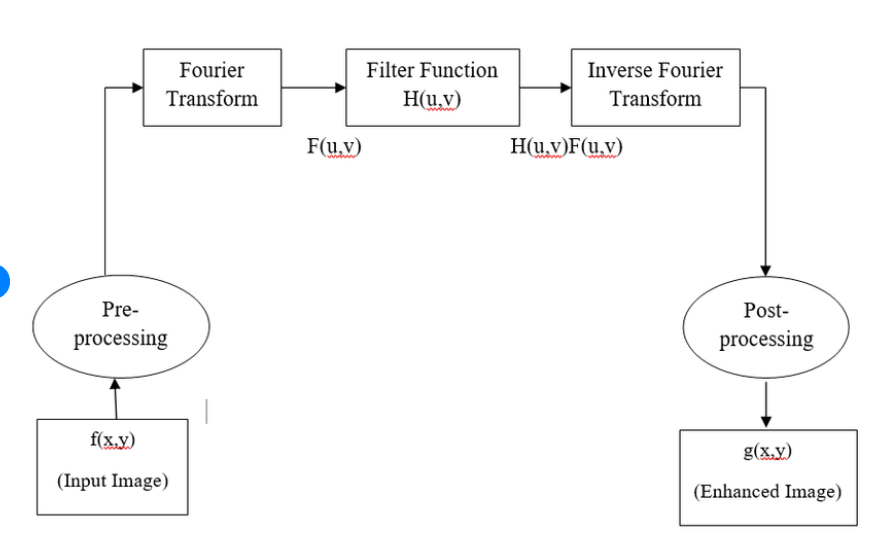 Fourier
Transform
Filter Function
H(u,v)
Inverse Fourier
Transform
F(u,v)
H(u,v)F(u,v)
Pre-
processing
Post-
processing
f(x,y)
(Input Image)
g(x,y)
(Enhanced Image)